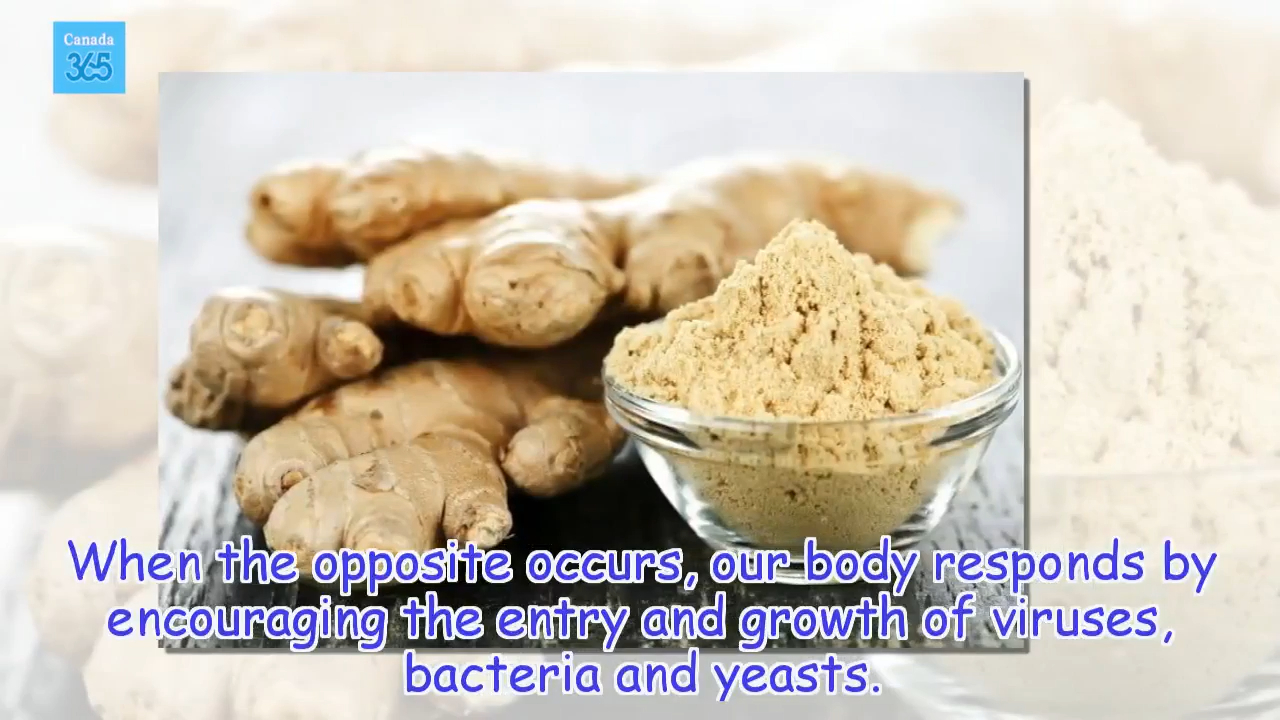 Canada
365
When the opposite occurs, our body responds by
encouraging the entry and growth of viruses,
bacteria and yeasts.